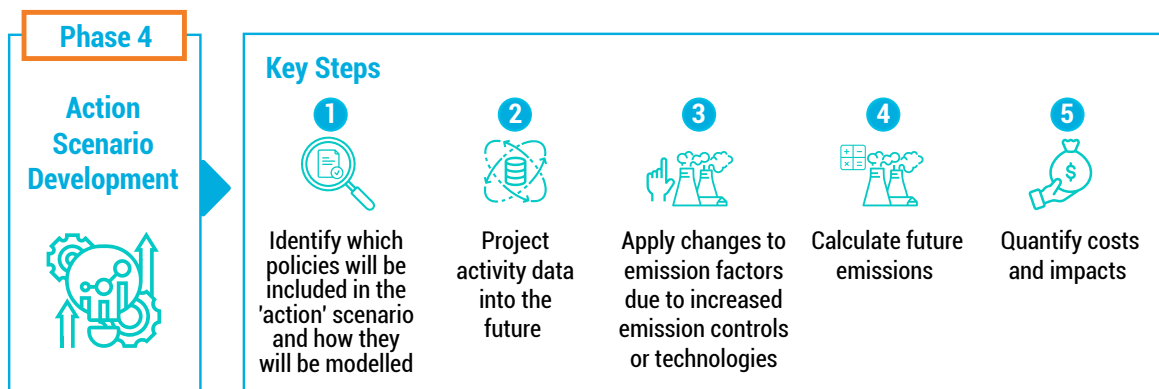 Phase 4
Action
Scenario
Development
Key Steps
1
Identify which
policies will be
included in the
'action' scenario
and how they
will be modelled
2
Project
activity data
into the
future
3
Apply changes to
emission factors
due to increased
emission controls
or technologies
4
Calculate future
emissions
5
$
Quantify costs
and impacts